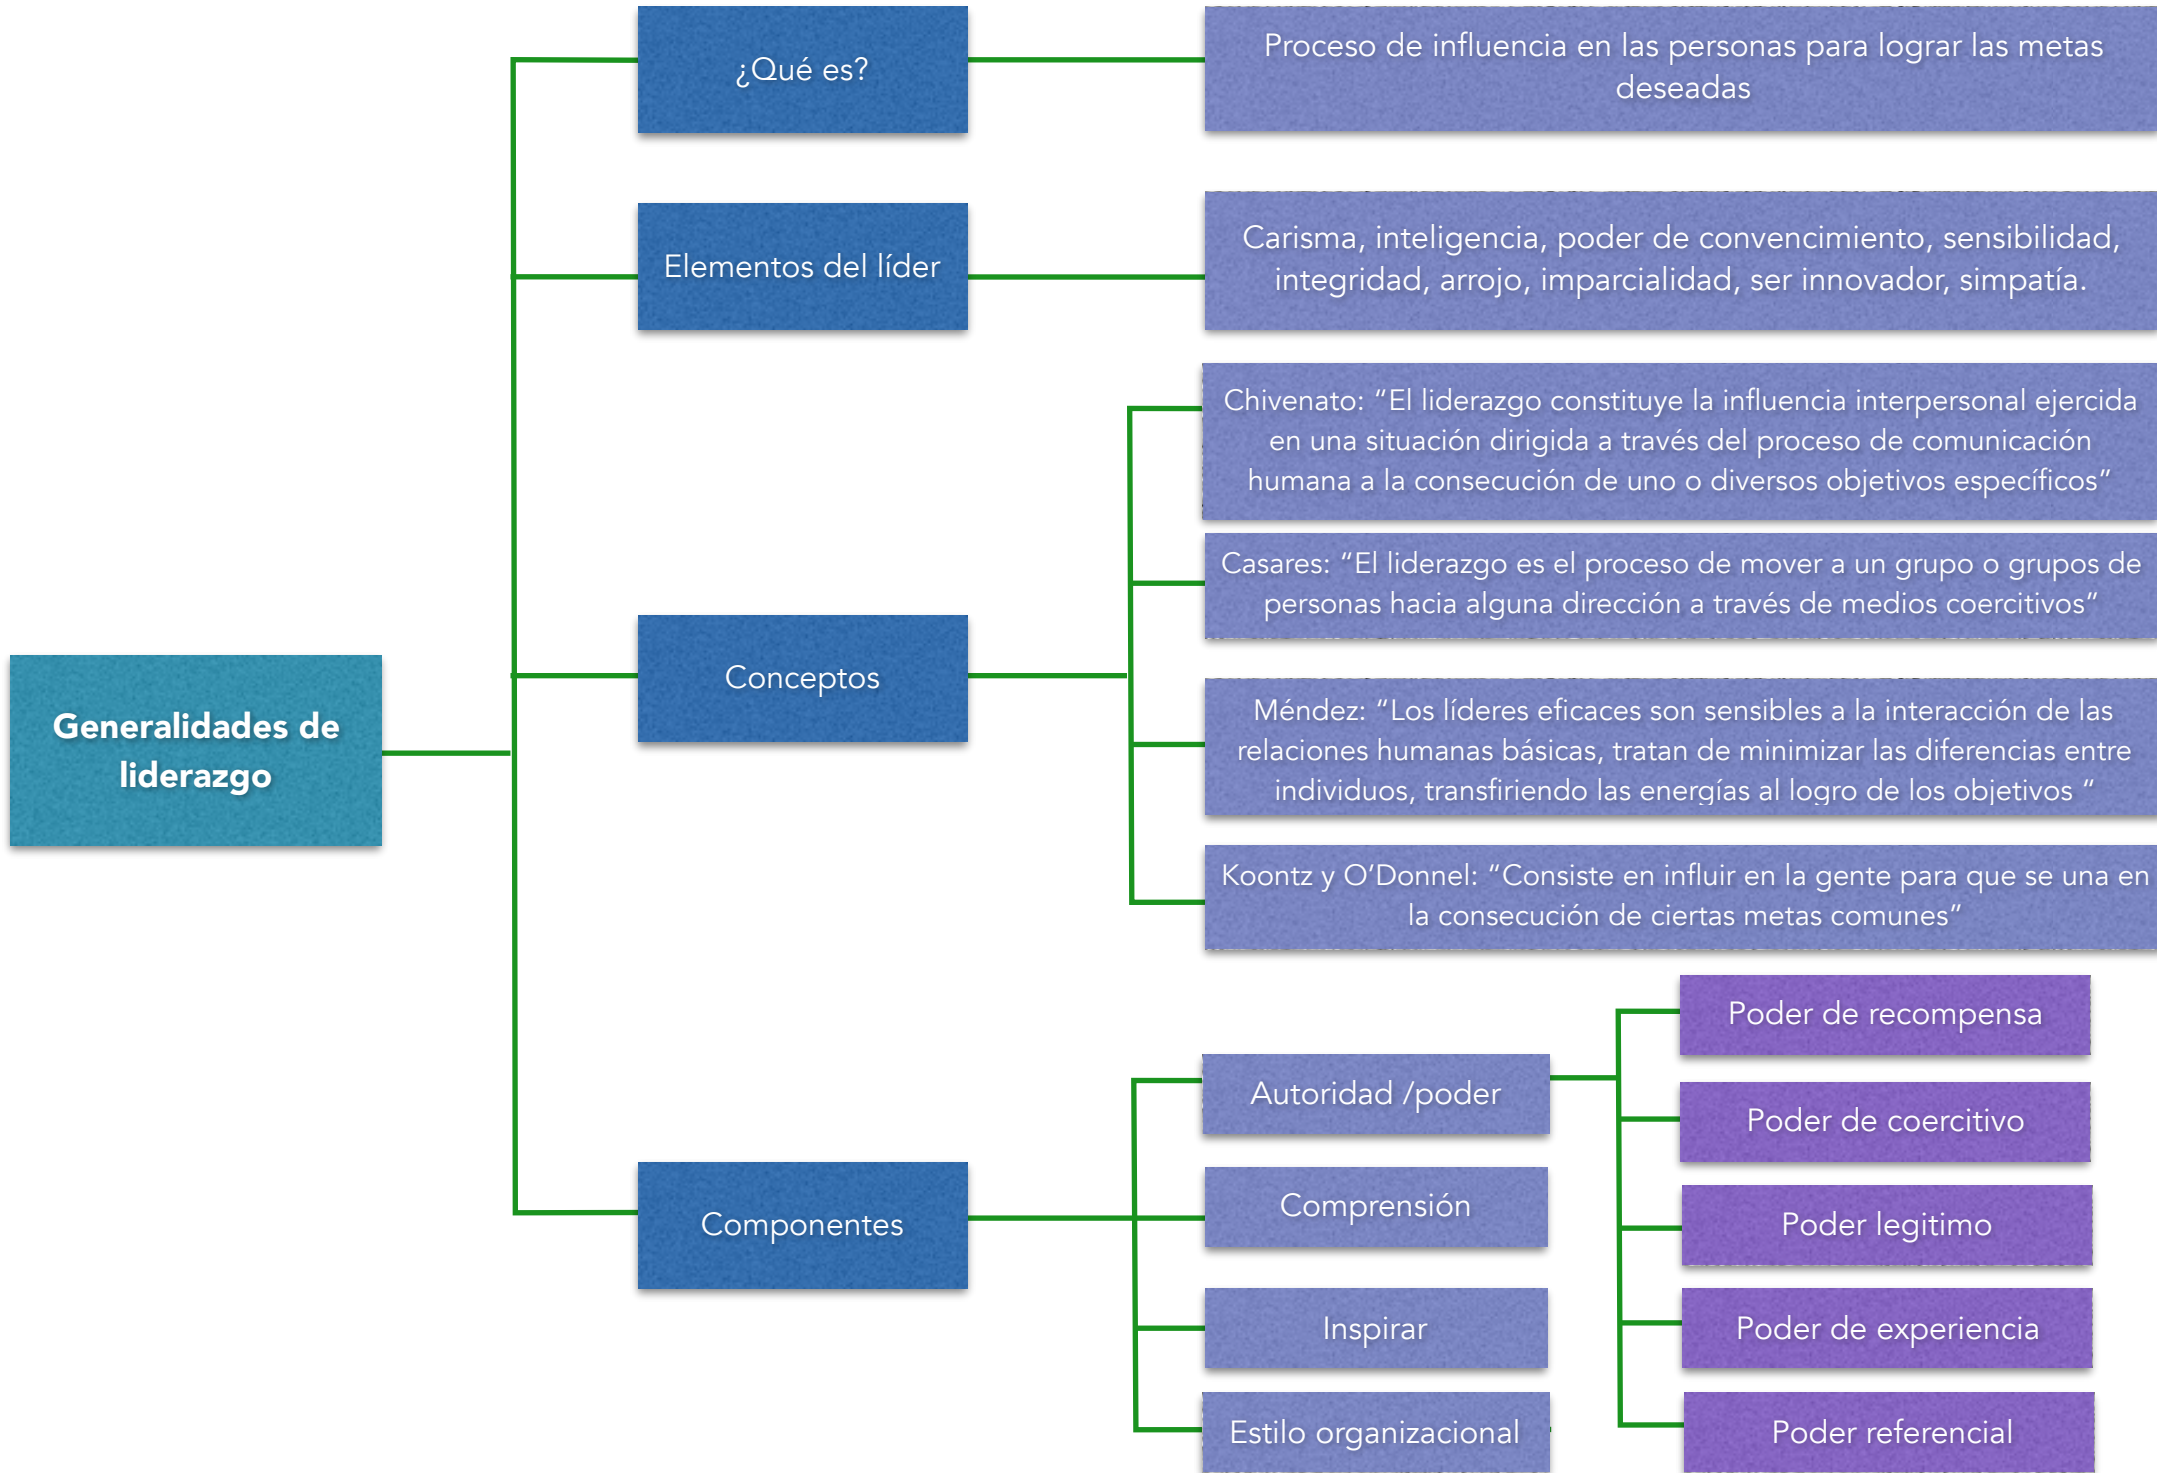 ¿Qué es?
Proceso de influencia en las personas para lograr las metas
deseadas
Elementos del líder
Carisma, inteligencia, poder de convencimiento, sensibilidad,
integridad, arrojo, imparcialidad, ser innovador, simpatía.
Generalidades de
liderazgo
Conceptos
Chivenato: “El liderazgo constituye la influencia interpersonal ejercida
en una situación dirigida a través del proceso de comunicación
humana a la consecución de uno o diversos objetivos específicos”
Casares: “El liderazgo es el proceso de mover a un grupo o grupos de
personas hacia alguna dirección a través de medios coercitivos”
Méndez: “Los líderes eficaces son sensibles a la interacción de las
relaciones humanas básicas, tratan de minimizar las diferencias entre
individuos, transfiriendo las energías al logro de los objetivos “
Koontz y O’Donnel: “Consiste en influir en la gente para que se una en
la consecución de ciertas metas comunes”
Componentes
Autoridad /poder
Poder de recompensa
Poder de coercitivo
Poder legitimo
Poder de experiencia
Poder referencial
Comprensión
Inspirar
Estilo organizacional